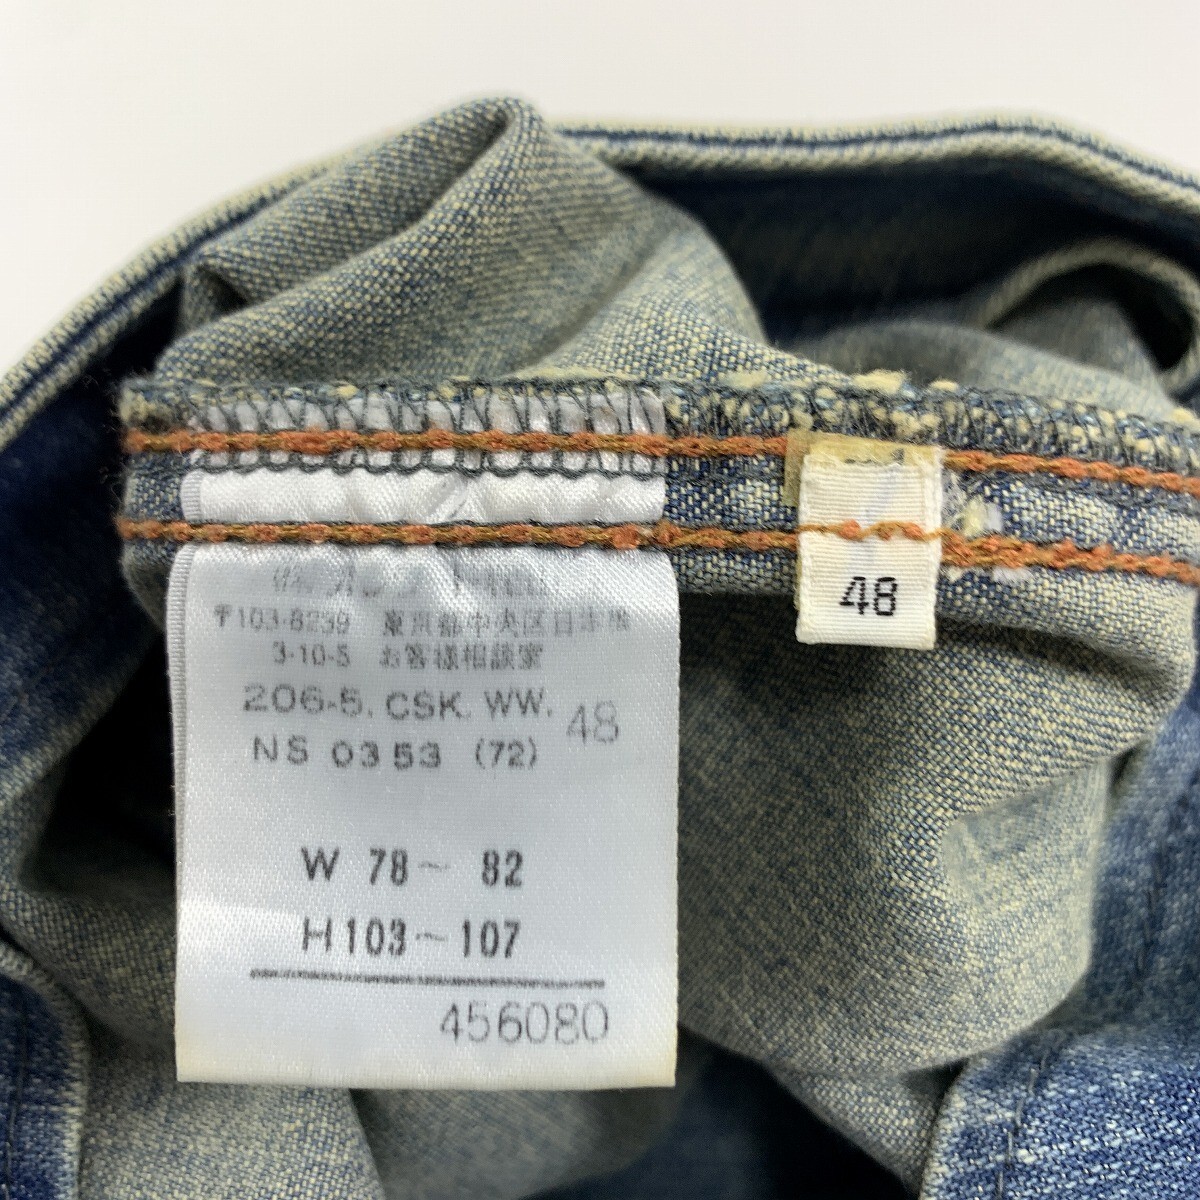 〒103-8239 東京都中央区日本橋
3-10-5 お客様相談室
206-5. CSK. WW. 48
NS 0353 (72)
W 78～ 82
H103～ 107
456080
48